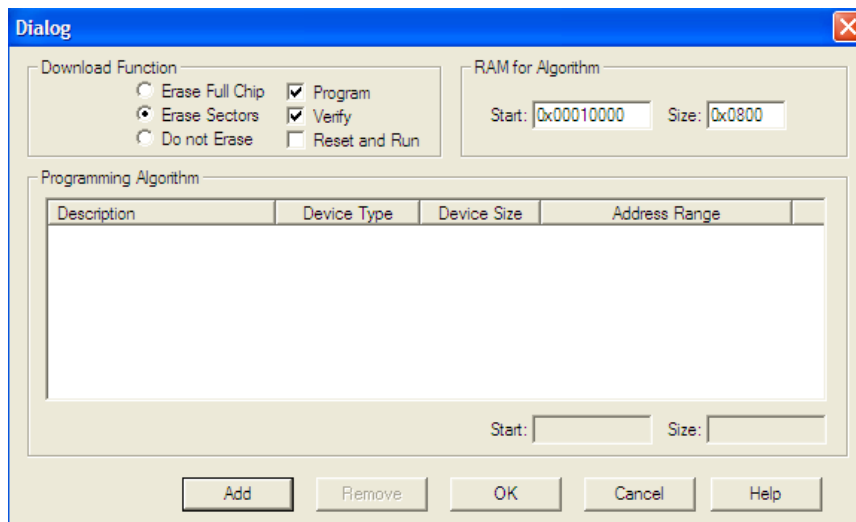 Dialog
Download Function
Erase Full Chip Program
Erase Sectors Verify
Do not Erase Reset and Run
RAM for Algorithm
Start: 0x00010000 Size: 0x0800
Programming Algorithm
Description Device Type Device Size Address Range
Start: Size:
Add Remove OK Cancel Help